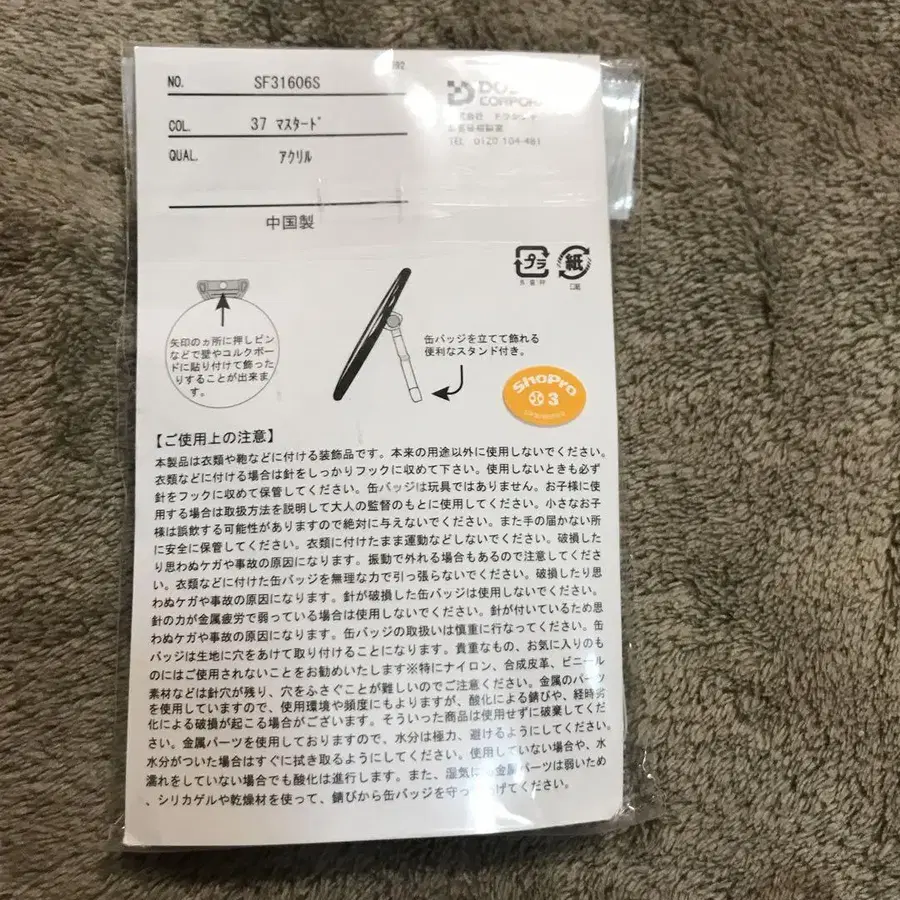 NO. SF31606S
COL. 37 マスタード
QUAL. アクリル
中国製
CORPOR
TEL 0120-104-481
プラ
紙
矢印のヵ所に押しピン
などで壁やコルクボー
ドに貼り付けて飾った
りすることが出来ま
す。
缶バッジを立てて飾れる
便利なスタンド付き。
ShoPro
3
【ご使用上の注意】
本製品は衣類や鞄などに付ける装飾品です。本来の用途以外に使用しないでください。
衣類などに付ける場合は針をしっかりフックに収めて下さい。使用しないときも必ず
針をフックに収めて保管してください。缶バッジは玩具ではありません。お子様に使
用する場合は取扱方法を説明して大人の監督のもとに使用してください。小さなお子
様は誤飲する可能性がありますので絶対に与えないでください。また手の届かない所
に安全に保管してください。衣類に付けたまま運動などしないでください。破損した
り思わぬケガや事故の原因になります。振動で外れる場合もあるので注意してくださ
い。衣類などに付けた缶バッジを無理な力で引っ張らないでください。破損したり思
わぬケガや事故の原因になります。針が破損した缶バッジは使用しないでください。
針の力が金属疲労で弱っている場合は使用しないでください。針が付いているため思
わぬケガや事故の原因になります。缶バッジの取扱いは慎重に行なってください。缶
バッジは生地に穴をあけて取り付けることになります。貴重なもの、お気に入りのも
のにはご使用されないことをお勧めいたします※特にナイロン、合成皮革、ビニール
素材などは針穴が残り、穴をふさぐことが難しいのでご注意ください。金属のパーツ
を使用していますので、使用環境や頻度にもよりますが、酸化による錆びや、経時劣
化による破損が起こる場合がございます。そういった商品は使用せずに破棄してくだ
さい。金属パーツを使用しておりますので、水分は極力、避けるようにしてください。
水分がついた場合はすぐに拭き取るようにしてください。使用していない場合や、水
濡れをしていない場合でも酸化は進行します。また、湿気に金属パーツは弱いため
、シリカゲルや乾燥材を使って、錆びから缶バッジを守っげてください。